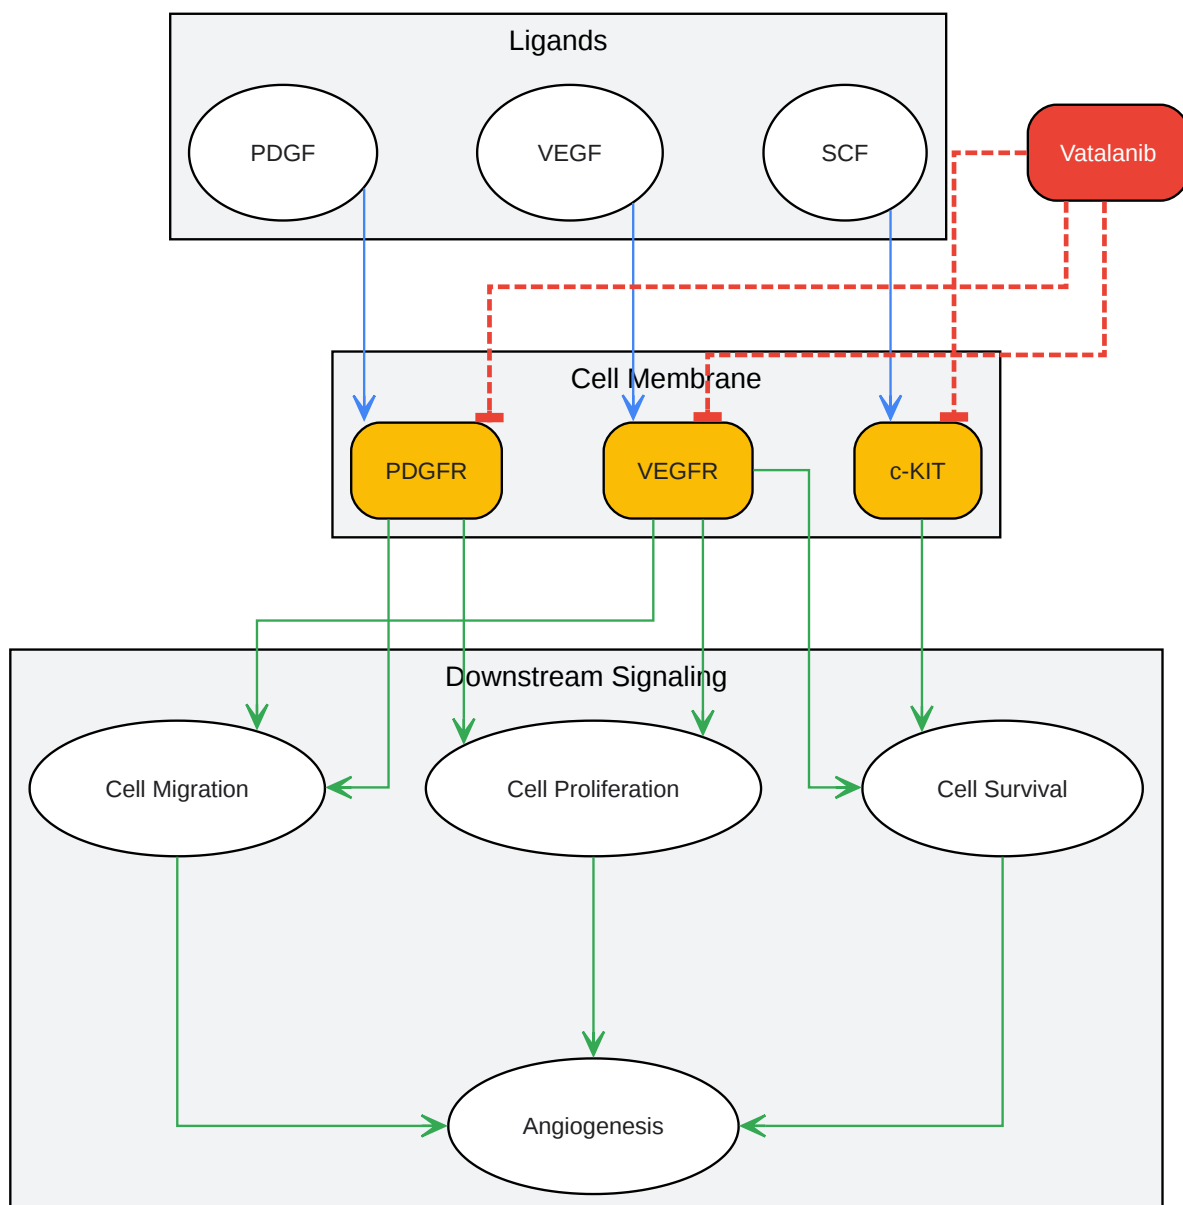 Ligands
PDGF
VEGF
SCF
Vatalanib
Cell Membrane
PDGFR
VEGFR
c-KIT
Downstream Signaling
Cell Migration
Cell Proliferation
Cell Survival
Angiogenesis